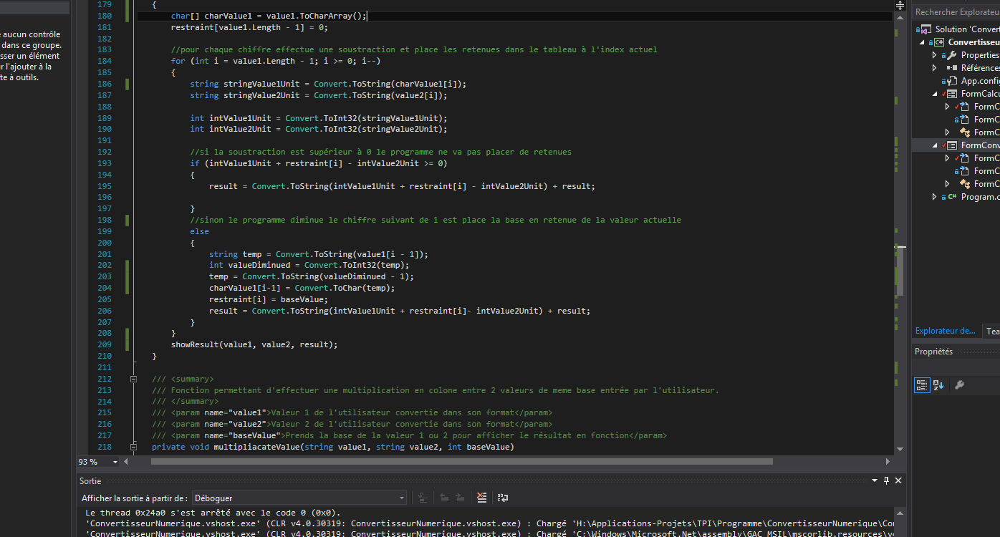 aucun contrôle
dans ce groupe.
sser un élément
r l'ajouter à la
te à outils.
179 {
180 char[] charValue1 = value1.ToCharArray();
181 restraint[value1.Length - 1] = 0;
182
183 //pour chaque chiffre effectue une soustraction et place les retenues dans le tableau à l'index actuel
184 for (int i = value1.Length - 1; i >= 0; i--)
185 {
186 string stringValue1Unit = Convert.ToString(charValue1[i]);
187 string stringValue2Unit = Convert.ToString(value2[i]);
188
189 int intValue1Unit = Convert.ToInt32(stringValue1Unit);
190 int intValue2Unit = Convert.ToInt32(stringValue2Unit);
191
192 //si la soustraction est supérieur à 0 le programme ne va pas placer de retenues
193 if (intValue1Unit + restraint[i] - intValue2Unit >= 0)
194 {
195 result = Convert.ToString(intValue1Unit + restraint[i] - intValue2Unit) + result;
196
197 }
198 //sinon le programme diminue le chiffre suivant de 1 est place la base en retenue de la valeur actuelle
199 else
200 {
201 string temp = Convert.ToString(value1[i - 1]);
202 int valueDiminued = Convert.ToInt32(temp);
203 temp = Convert.ToString(valueDiminued - 1);
204 charValue1[i-1] = Convert.ToChar(temp);
205 restraint[i] = baseValue;
206 result = Convert.ToString(intValue1Unit + restraint[i]- intValue2Unit) + result;
207 }
208 }
209 showResult(value1, value2, result);
210 }
211
212 /// <summary>
213 /// Fonction permettant d'effectuer une multiplication en colone entre 2 valeurs de meme base entrée par l'utilisateur.
214 /// </summary>
215 /// <param name="value1">Valeur 1 de l'utilisateur convertie dans son format</param>
216 /// <param name="value2">Valeur 2 de l'utilisateur convertie dans son format</param>
217 /// <param name="baseValue">Prends la base de la valeur 1 ou 2 pour afficher le résultat en fonction</param>
218 private void multipliacateValue(string value1, string value2, int baseValue)
93 %
Sortie
Afficher la sortie à partir de : Déboguer
Le thread 0x24a0 s'est arrêté avec le code 0 (0x0).
'ConvertisseurNumerique.vshost.exe' (CLR v4.0.30319: ConvertisseurNumerique.vshost.exe) : Chargé 'H:\Applications-Projets\TPI\Programme\ConvertisseurNumerique\Con
'ConvertisseurNumerique.vshost.exe' (CLR v4.0.30319: ConvertisseurNumerique.vshost.exe) : Chargé 'C:\Windows\Microsoft.Net\assembly\GAC_MSIL\mscorlib.resources\v4
Rechercher Explorateur
Solution 'Convert
C# Convertisseur
Properties
Références
App.config
FormCalcu
FormC
FormC
FormC
FormConv
FormC
FormC
FormC
C# Program.c
Explorateur de... Tea
Propriétés